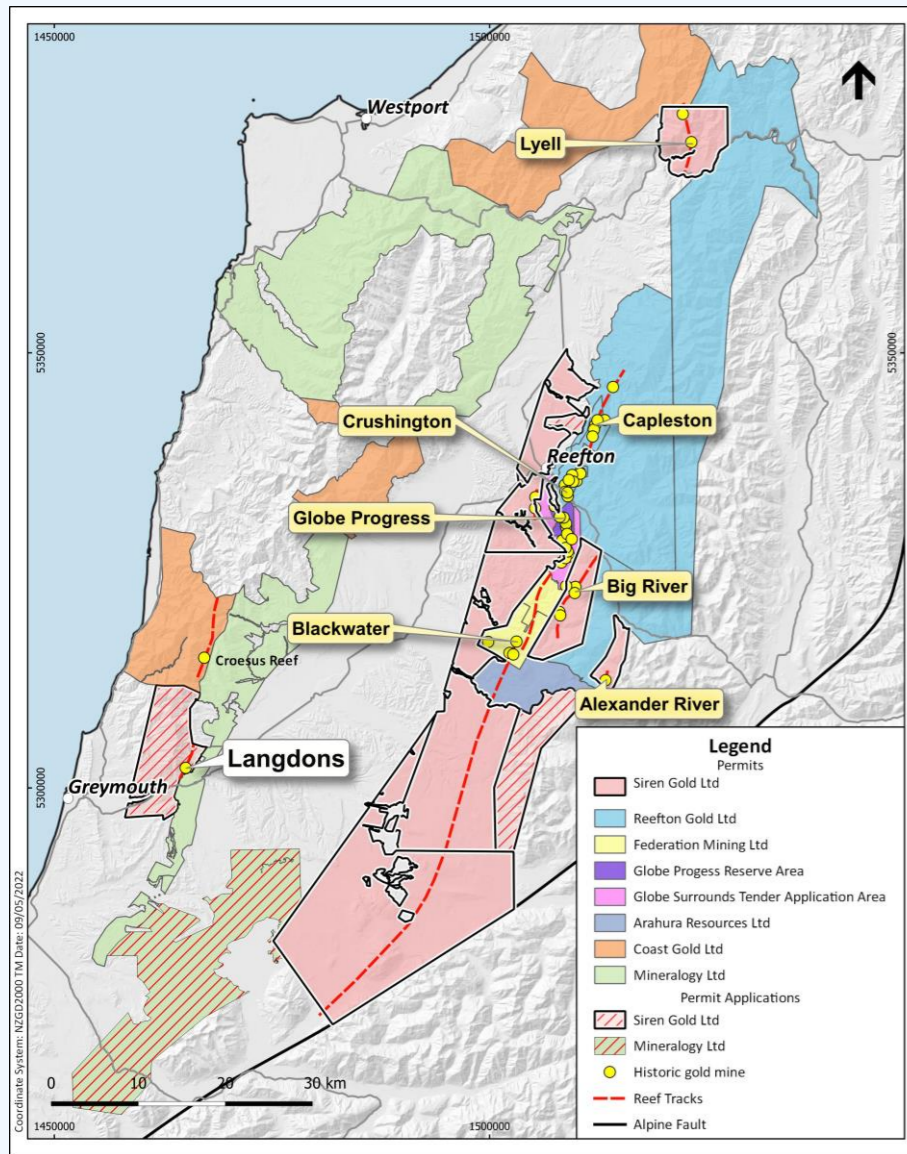 1450000
1500000
Westport
Lyell
5350000
5350000
Crushington
Capleston
Reefton
Globe Progress
Big River
Blackwater
Croesus Reef
Alexander River
Langdons
Greymouth
5300000
Legend
Permits
Siren Gold Ltd
Reefton Gold Ltd
Federation Mining Ltd
Globe Progess Reserve Area
Globe Surrounds Tender Application Area
Arahura Resources Ltd
Coast Gold Ltd
Mineralogy Ltd
Permit Applications
Siren Gold Ltd
Mineralogy Ltd
Historic gold mine
Reef Tracks
Alpine Fault
0 10 20 30 km
Coordinate System: NZGD2000 TM Date: 09/05/2022
1450000
1500000